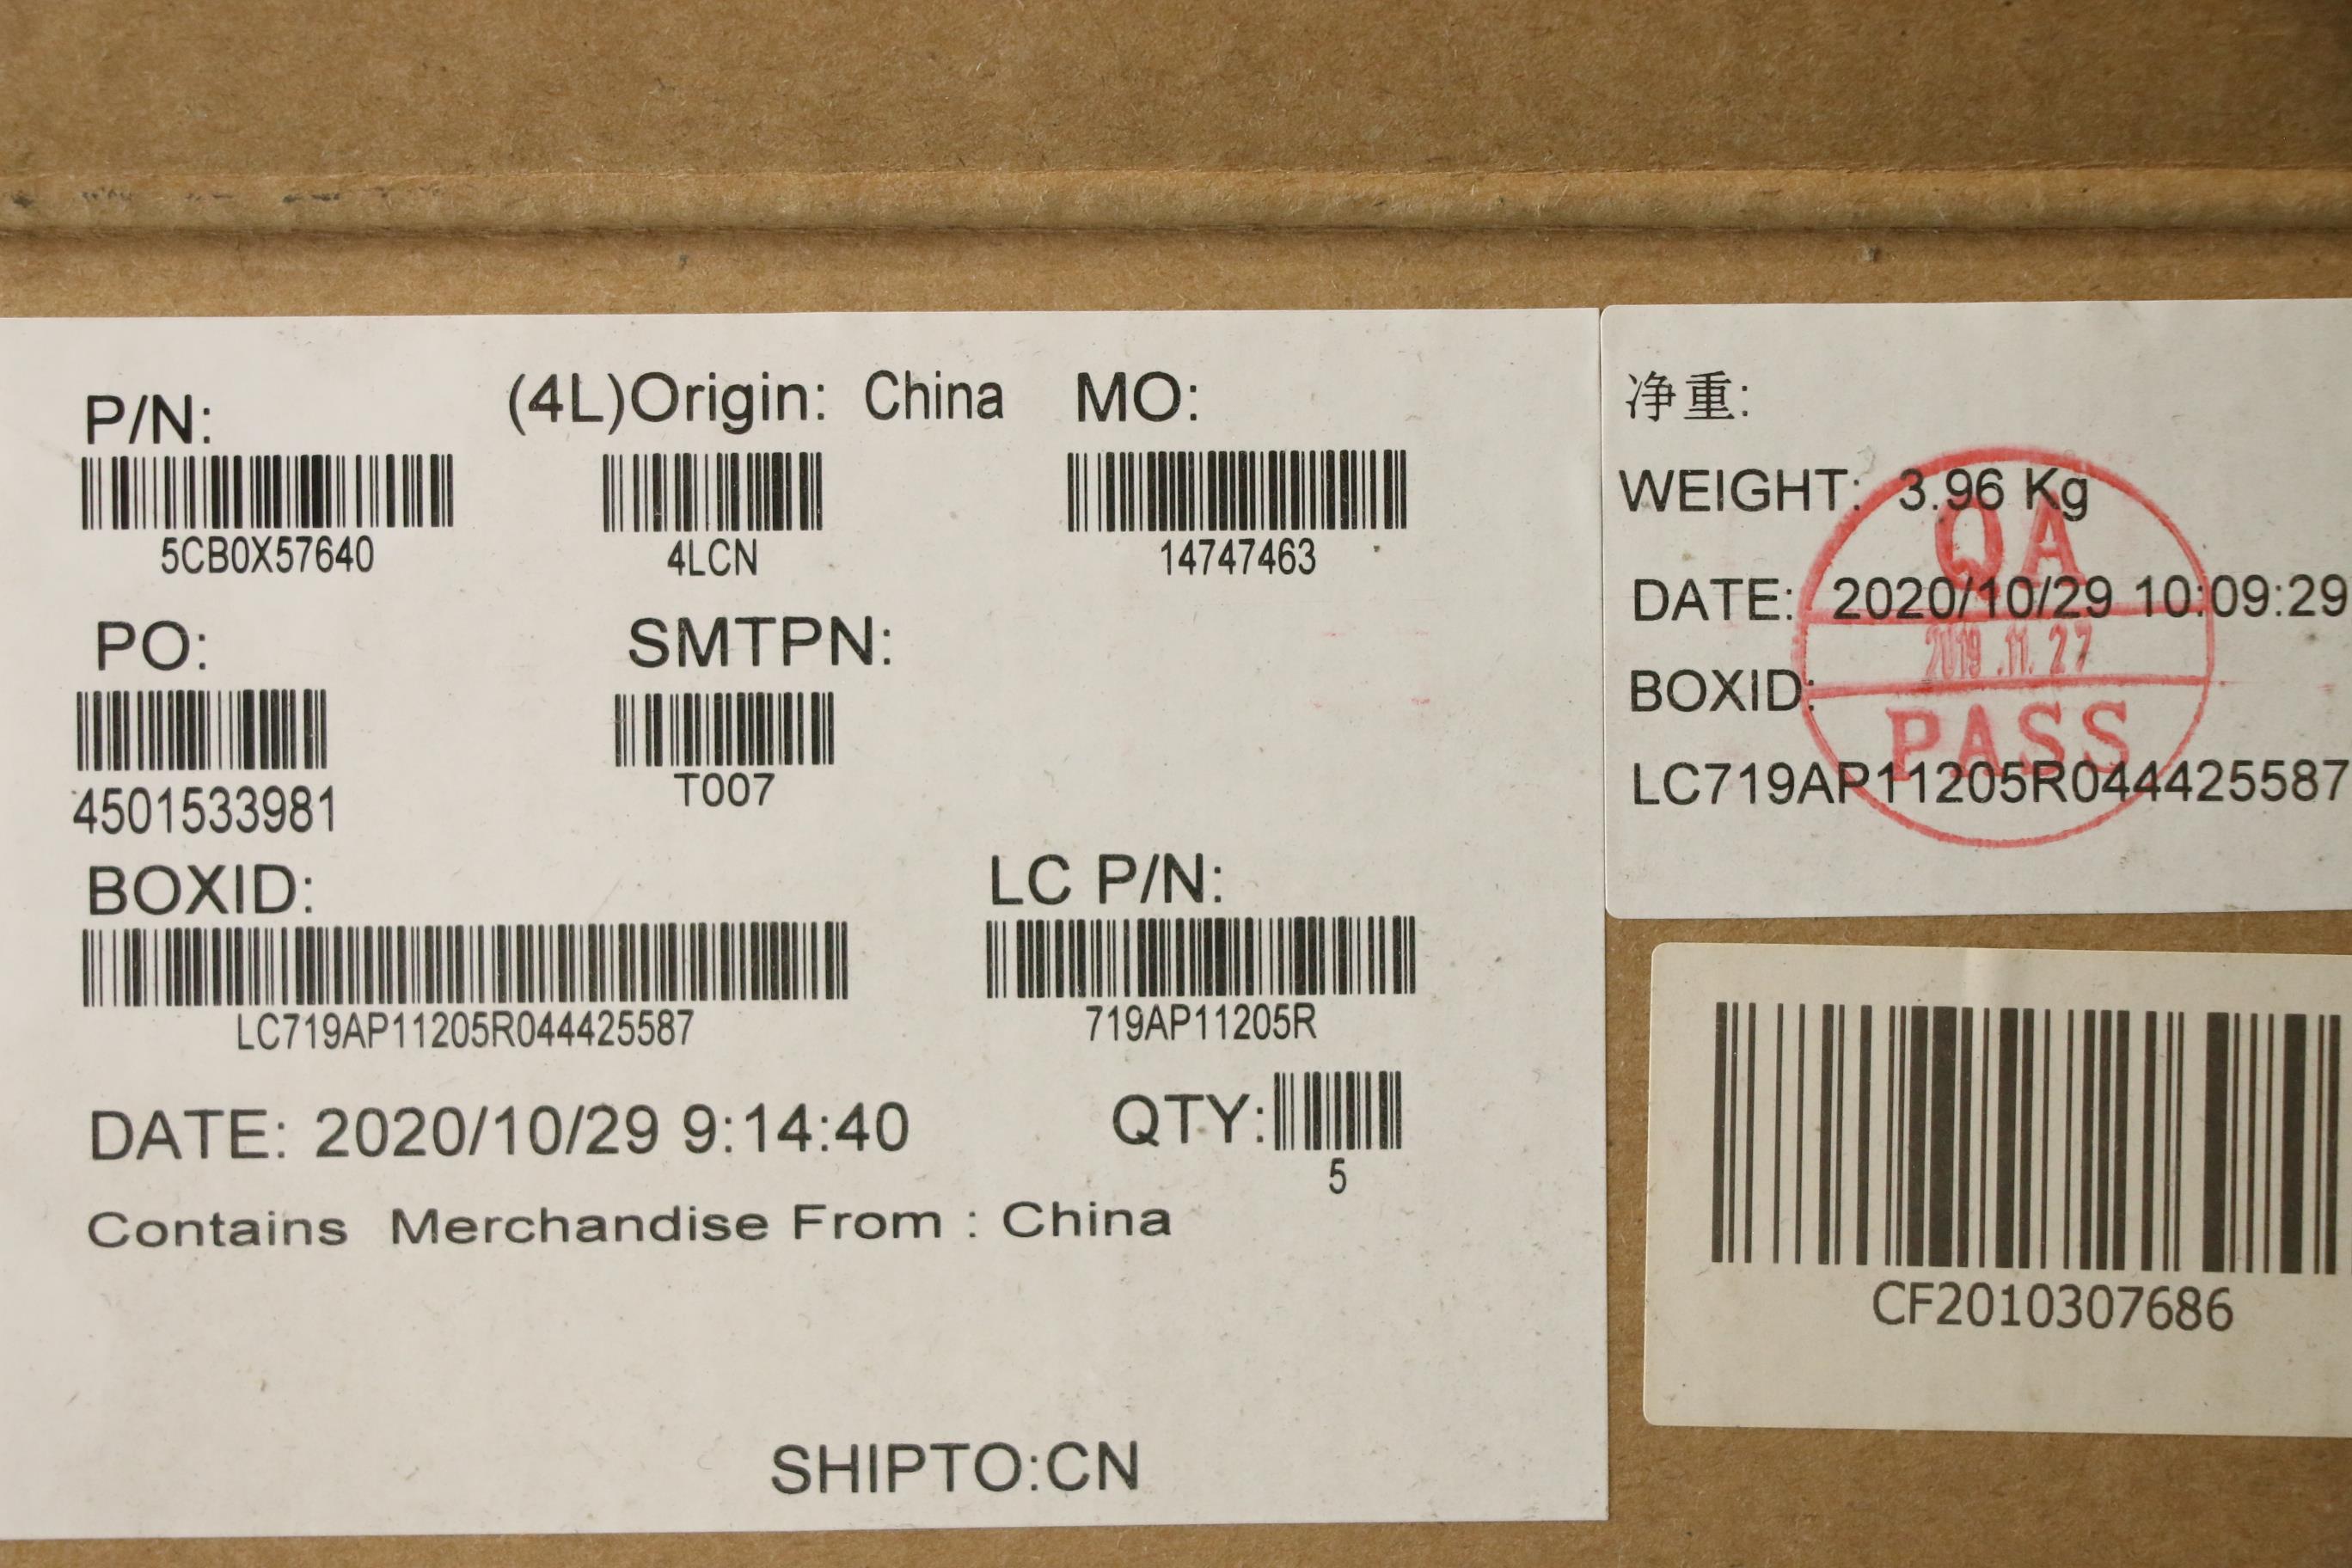 P/N:
5CB0X57640
(4L)Origin: China
4LCN
MO:
14747463
PO:
4501533981
SMTPN:
T007
BOXID:
LC719AP11205R044425587
LC P/N:
719AP11205R
DATE: 2020/10/29 9:14:40
QTY:
5
Contains Merchandise From : China
SHIPTO:CN
净重:
WEIGHT: 3.96 Kg
DATE: 2020/10/29 10:09:29
BOXID:
LC719AP11205R044425587
QA
2019.11.27
PASS
CF2010307686